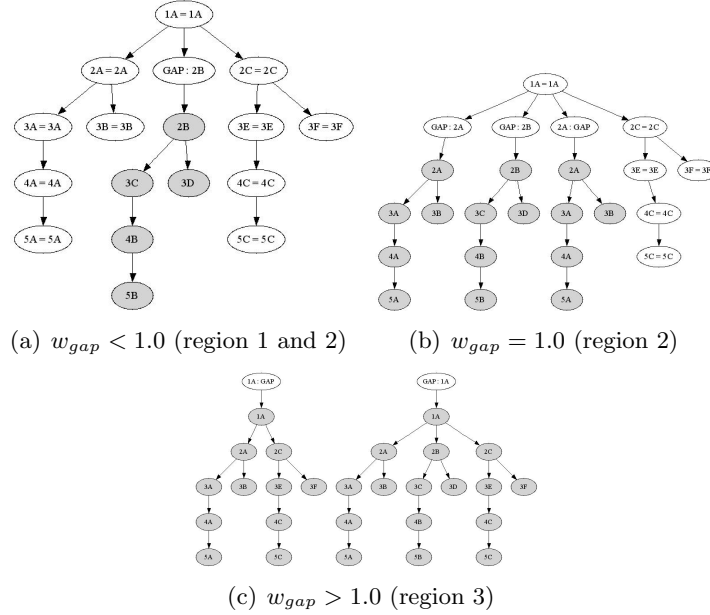 1A = 1A
2A = 2A GAP : 2B 2C = 2C
3A = 3A 3B = 3B 2B 3E = 3E 3F = 3F
4A = 4A 3C 3D 4C = 4C
5A = 5A 4B 5C = 5C
5B
(a) w_gap < 1.0 (region 1 and 2)
1A = 1A
GAP : 2A GAP : 2B 2A : GAP 2C = 2C
2A 2B 2A 3E = 3E 3F = 3F
3A 3B 3C 3D 3A 3B 4C = 4C
4A 4B 4A 5C = 5C
5A 5B 5A
(b) w_gap = 1.0 (region 2)
1A : GAP GAP : 1A
1A 1A
2A 2C 2A 2B 2C
3A 3B 3E 3F 3A 3B 3C 3D 3E 3F
4A 4C 4A 4B 4C
5A 5C 5A 5B 5C
(c) w_gap > 1.0 (region 3)